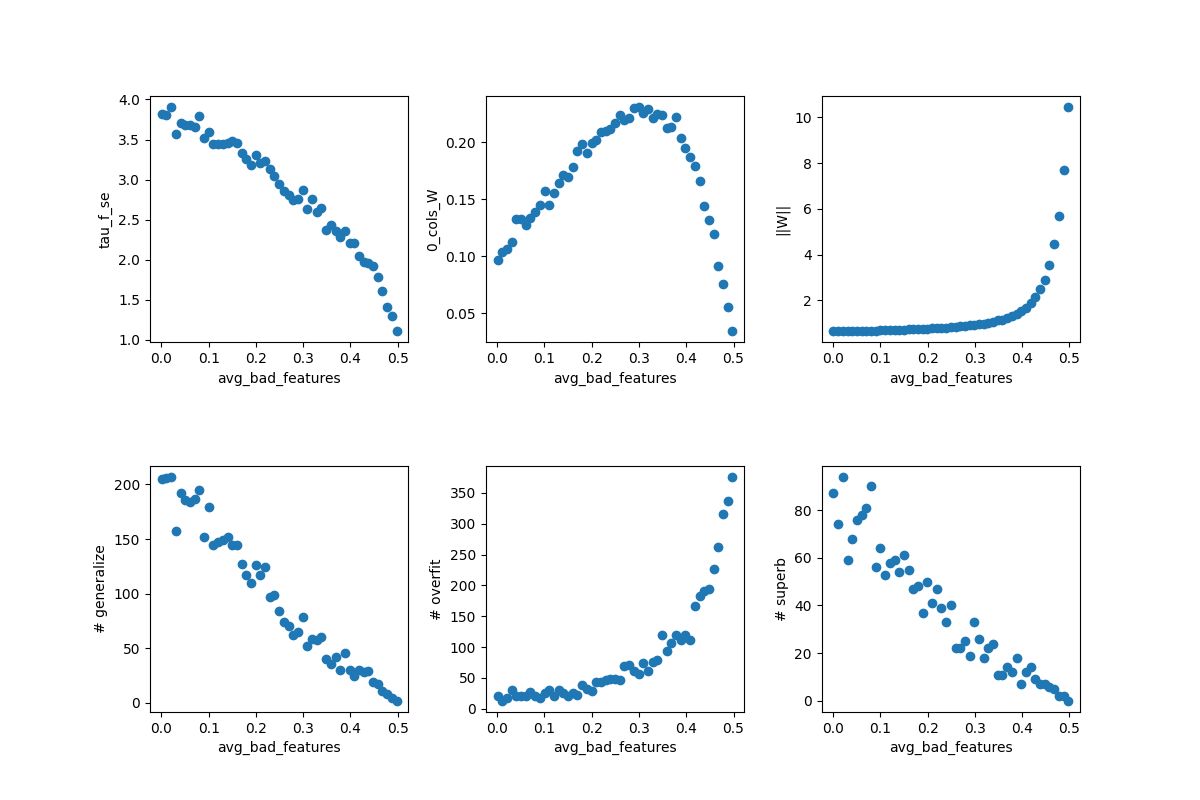 4.0
3.5
3.0
2.5
2.0
1.5
1.0
tau_f_se
0.0 0.1 0.2 0.3 0.4 0.5
avg_bad_features
0.20
0.15
0.10
0.05
0_cols_W
0.0 0.1 0.2 0.3 0.4 0.5
avg_bad_features
10
8
6
4
2
||W||
0.0 0.1 0.2 0.3 0.4 0.5
avg_bad_features
200
150
100
50
0
# generalize
0.0 0.1 0.2 0.3 0.4 0.5
avg_bad_features
350
300
250
200
150
100
50
0
# overfit
0.0 0.1 0.2 0.3 0.4 0.5
avg_bad_features
80
60
40
20
0
# superb
0.0 0.1 0.2 0.3 0.4 0.5
avg_bad_features